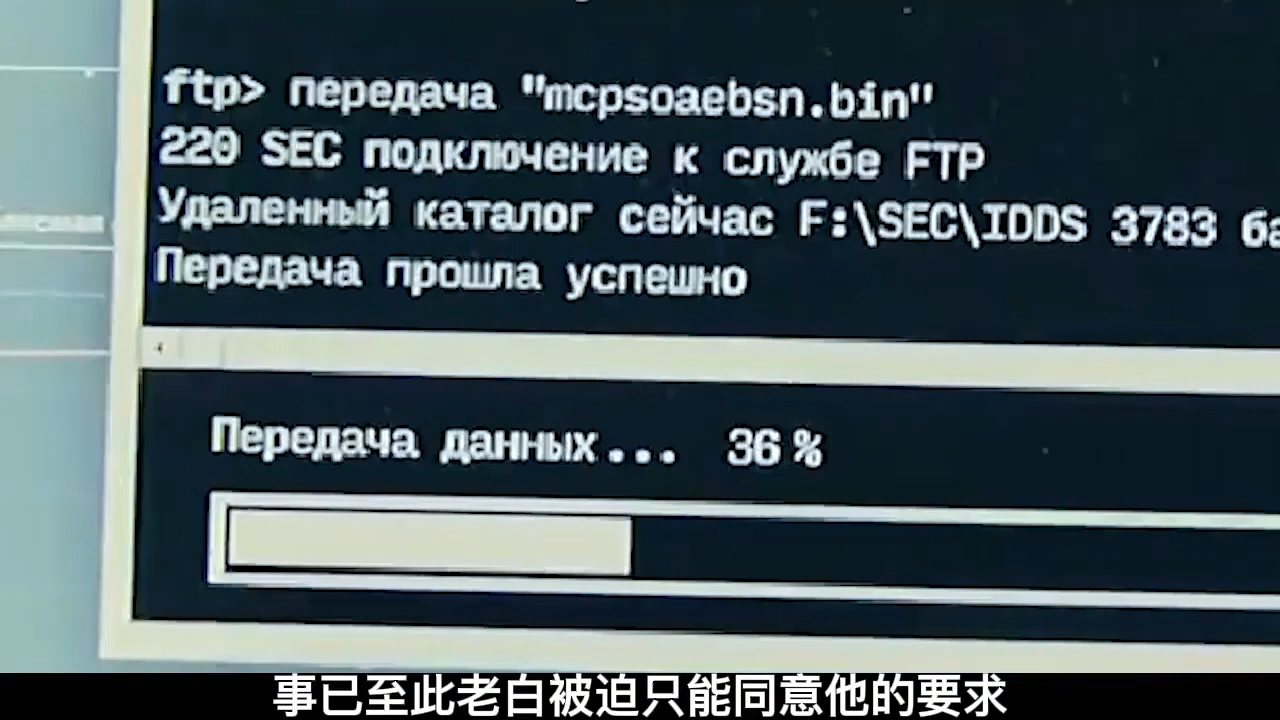 ftp> передача "mcpsoaebsn.bin"
220 SEC подключение к службе FTP
Удаленный каталог сейчас F:\SEC\IDDS 3783 ба
Передача прошла успешно
Передача данных... 36 %
事已至此老白被迫只能同意他的要求